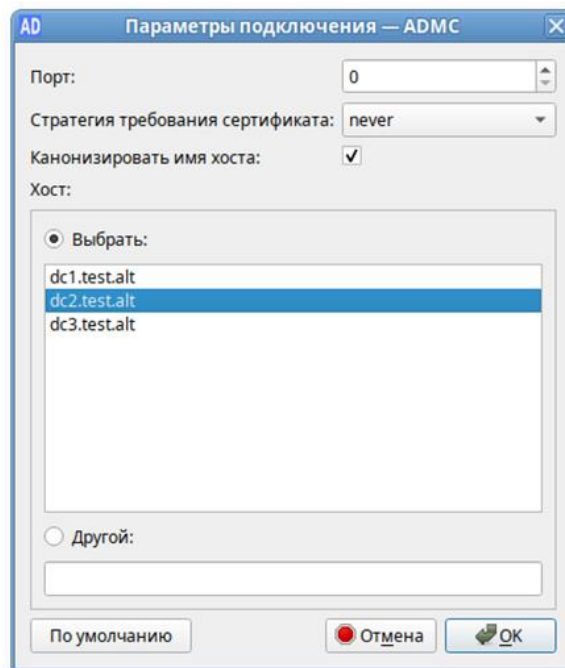 AD Параметры подключения — ADMC
Порт: 0
Стратегия требования сертификата: never
Канонизировать имя хоста:
Хост:
Выбрать:
dc1.test.alt
dc2.test.alt
dc3.test.alt
Другой:
По умолчанию Отмена OK